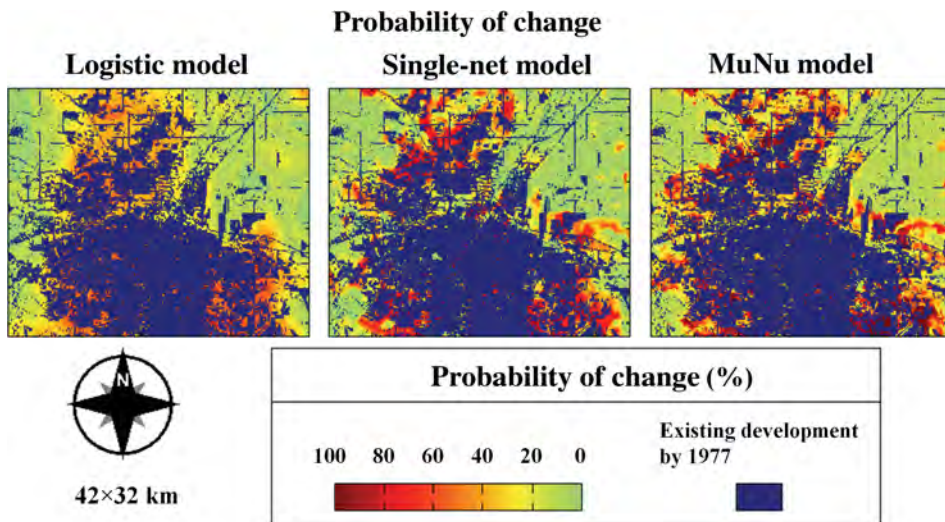 Probability of change
Logistic model
Single-net model
MuNu model
N
42×32 km
Probability of change (%)
100 80 60 40 20 0
Existing development
by 1977